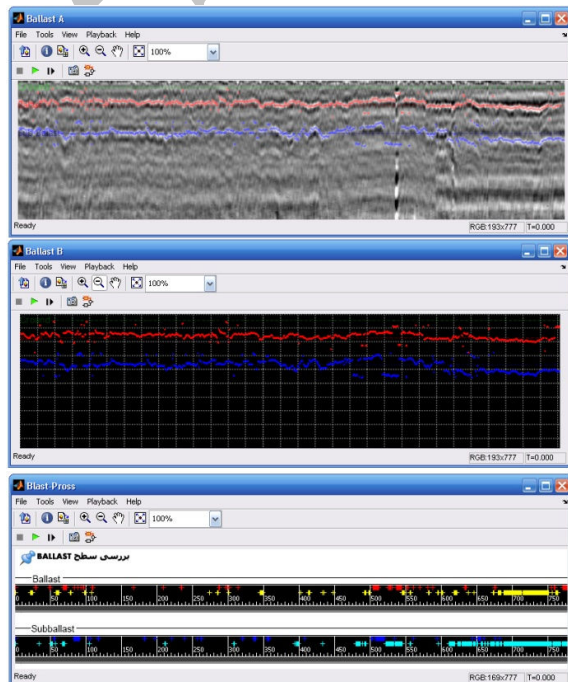 Ballast A
File Tools View Playback Help
100%
Ready RGB:193x777 T=0.000
Ballast B
File Tools View Playback Help
100%
Ready RGB:193x777 T=0.000
Blast-Pross
File Tools View Playback Help
100%
بررسی سطح BALLAST
Ballast
0 50 100 150 200 250 300 350 400 450 500 550 600 650 700 750
Subballast
0 50 100 150 200 250 300 350 400 450 500 550 600 650 700 750
Ready RGB:169x777 T=0.000